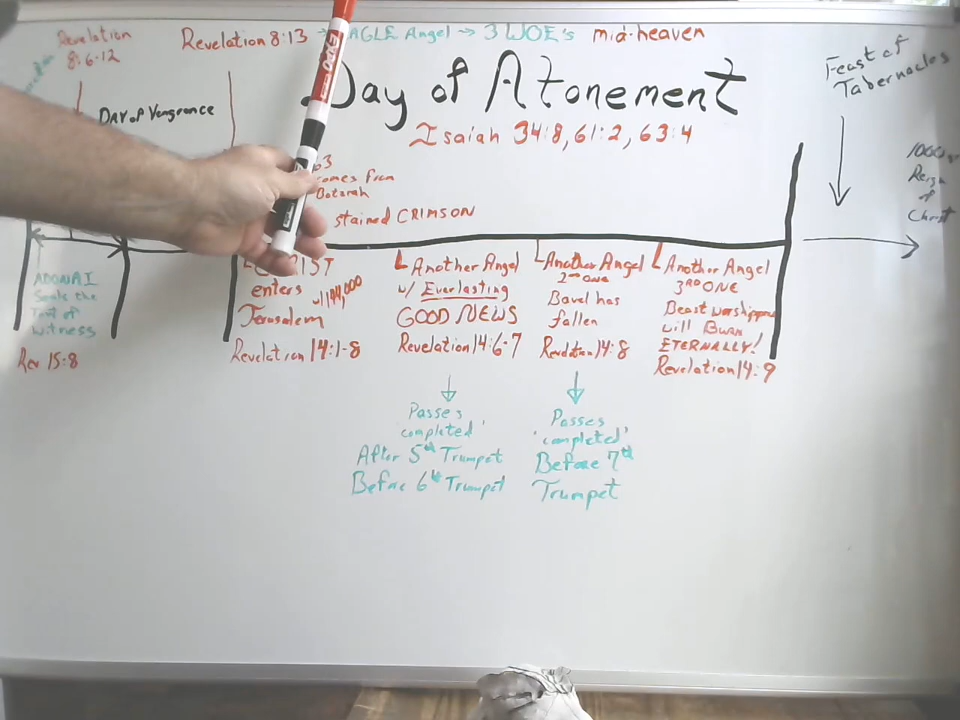 Revelation
8:6-12
Revelation 8:13 → EAGLE Angel → 3 WOE's mid-heaven
Day of Atonement
Isaiah 34:8, 61:2, 63:4
DAY of Vengeance
Feast of
Tabernacles
Reign
of
Christ
63
comes from
Botsrah
stained CRIMSON
EXPO
ADONAI
Seals the
Tent of
Witness
Rev 15:8
CHRIST
enters w/ 144,000
Jerusalem
Revelation 14:1-8
Another Angel
w/ Everlasting
GOOD NEWS
Revelation 14:6-7
Another Angel
2nd ONE
Bavel has
fallen
Revelation 14:8
Another Angel
3RD ONE
Beast worshippers
will BURN
ETERNALLY!
Revelation 14:9
Passes
'completed'
After 5th Trumpet
Before 6th Trumpet
Passes
'completed'
Before 7th
Trumpet